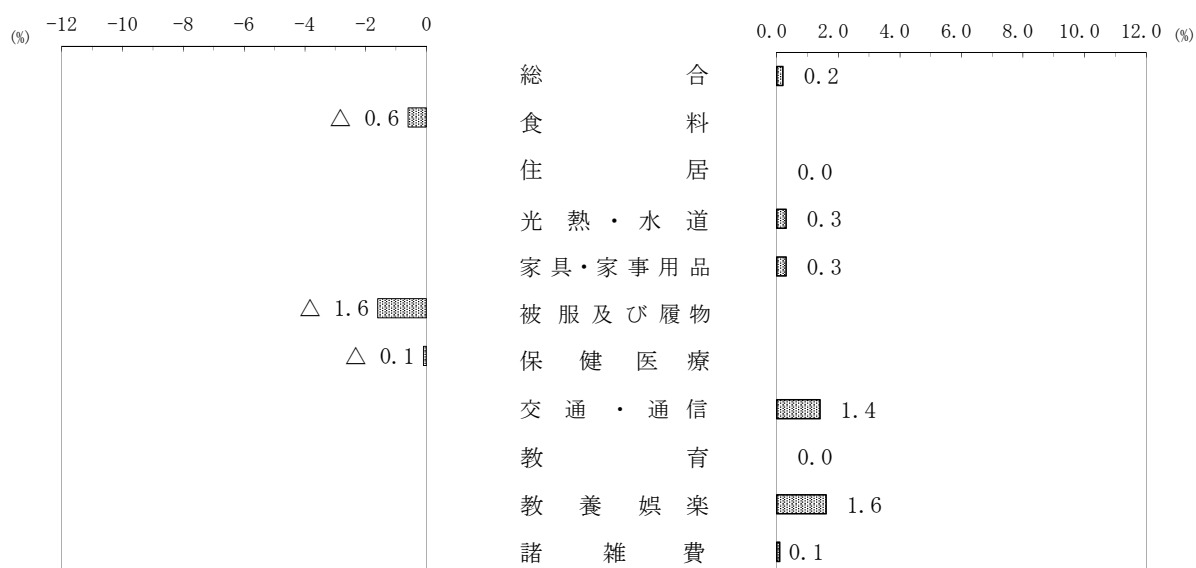 -12 -10 -8 -6 -4 -2 0
(%)
0.0 2.0 4.0 6.0 8.0 10.0 12.0 (%)
総合 0.2
△ 0.6 食料
住居 0.0
光熱・水道 0.3
家具・家事用品 0.3
△ 1.6 被服及び履物
△ 0.1 保健医療
交通・通信 1.4
教育 0.0
教養娯楽 1.6
諸雑費 0.1